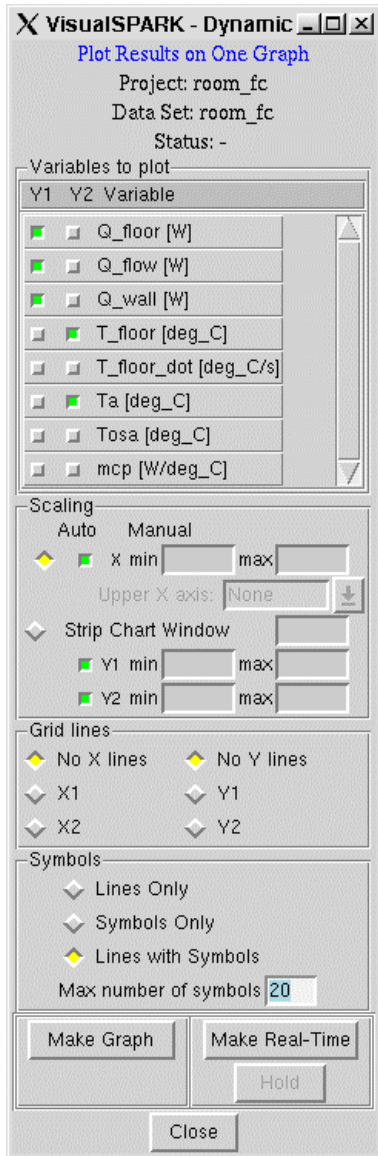 VisualSPARK - Dynamic
Plot Results on One Graph
Project: room_fc
Data Set: room_fc
Status: -
Variables to plot
Y1 Y2 Variable
Q_floor [W]
Q_flow [W]
Q_wall [W]
T_floor [deg_C]
T_floor_dot [deg_C/s]
Ta [deg_C]
Tosa [deg_C]
mcp [W/deg_C]
Scaling
Auto Manual
X min max
Upper X axis: None
Strip Chart Window
Y1 min max
Y2 min max
Grid lines
No X lines No Y lines
X1 Y1
X2 Y2
Symbols
Lines Only
Symbols Only
Lines with Symbols
Max number of symbols 20
Make Graph Make Real-Time
Hold
Close